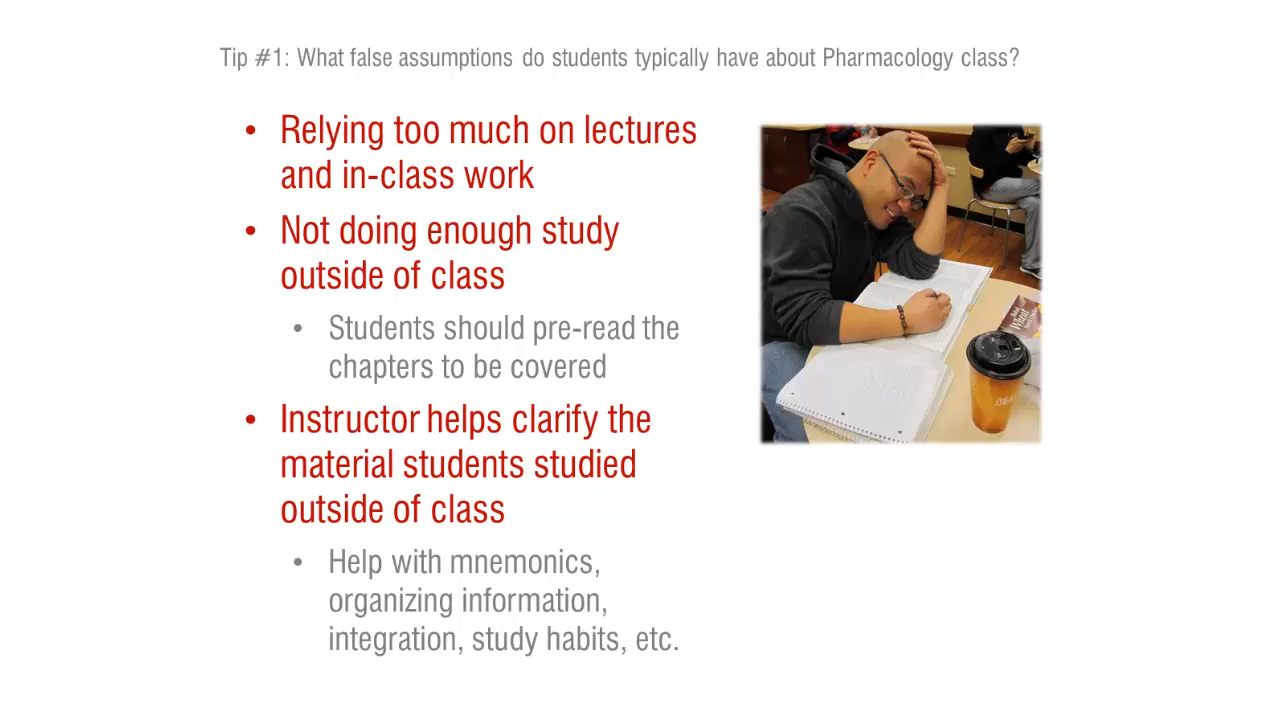 Tip #1: What false assumptions do students typically have about Pharmacology class?
• Relying too much on lectures
and in-class work
• Not doing enough study
outside of class
• Students should pre-read the
chapters to be covered
• Instructor helps clarify the
material students studied
outside of class
• Help with mnemonics,
organizing information,
integration, study habits, etc.
Wheat